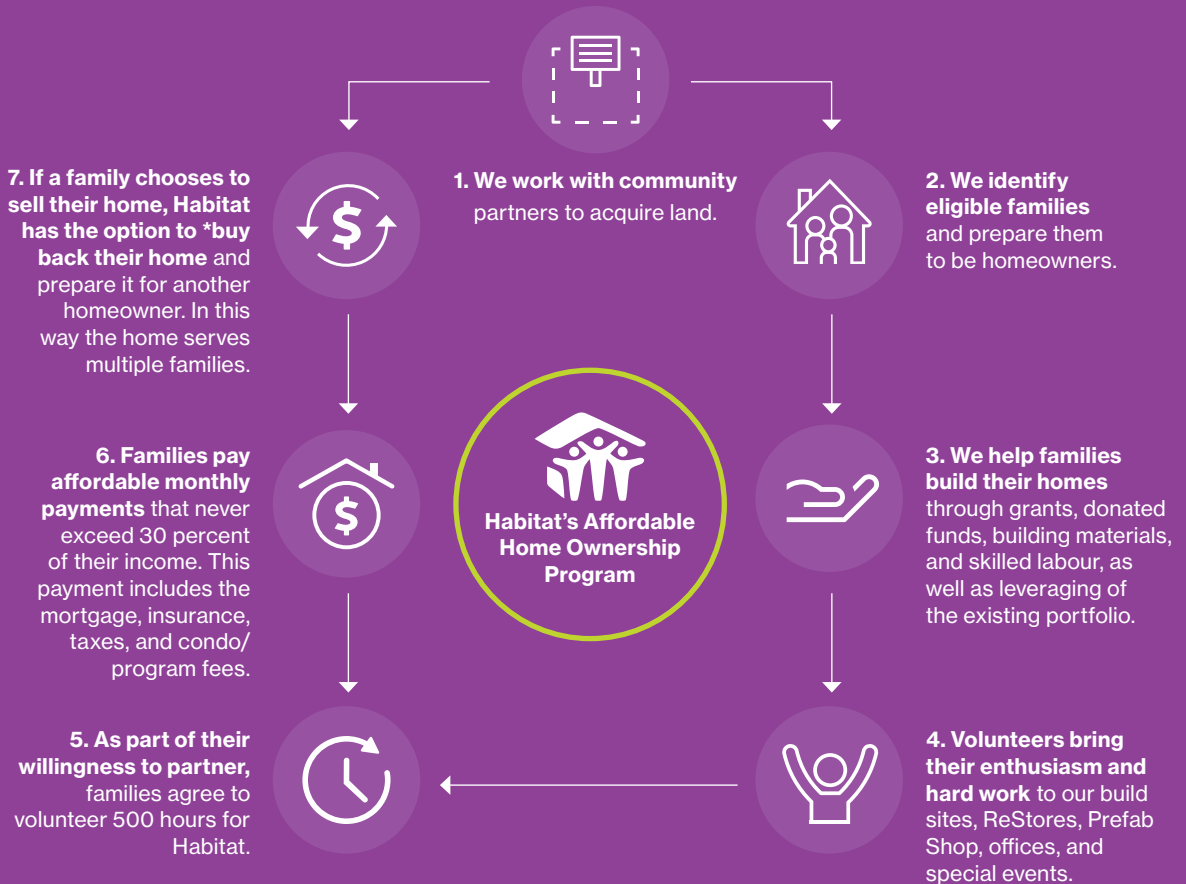 1. We work with community
partners to acquire land.
2. We identify
eligible families
and prepare them
to be homeowners.
3. We help families
build their homes
through grants, donated
funds, building materials,
and skilled labour, as
well as leveraging of
the existing portfolio.
4. Volunteers bring
their enthusiasm and
hard work to our build
sites, ReStores, Prefab
Shop, offices, and
special events.
5. As part of their
willingness to partner,
families agree to
volunteer 500 hours for
Habitat.
6. Families pay
affordable monthly
payments that never
exceed 30 percent
of their income. This
payment includes the
mortgage, insurance,
taxes, and condo/
program fees.
7. If a family chooses to
sell their home, Habitat
has the option to *buy
back their home and
prepare it for another
homeowner. In this
way the home serves
multiple families.
$
$
Habitat's Affordable
Home Ownership
Program